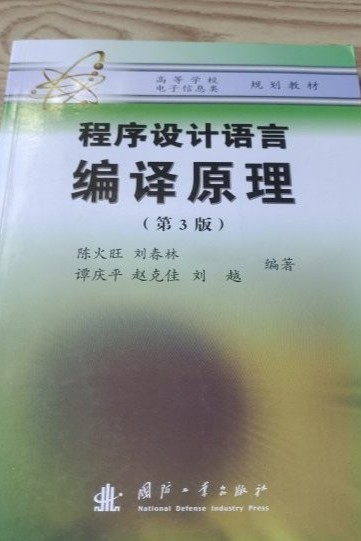 高等学校
电子信息类 规划教材
程序设计语言
编译原理
（第3版）
陈火旺 刘春林
谭庆平 赵克佳 刘越 编著
国防工业出版社
National Defense Industry Press